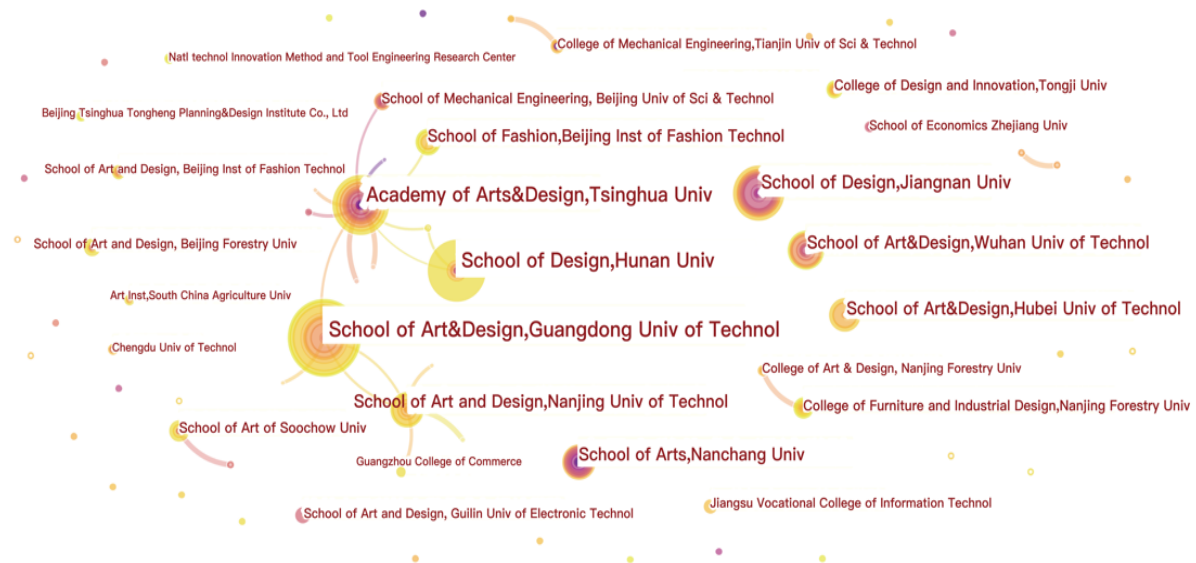 College of Mechanical Engineering,Tianjin Univ of Sci & Technol
Natl technol Innovation Method and Tool Engineering Research Center
College of Design and Innovation,Tongji Univ
School of Mechanical Engineering, Beijing Univ of Sci & Technol
Beijing Tsinghua Tongheng Planning&Design Institute Co., Ltd
School of Economics Zhejiang Univ
School of Fashion,Beijing Inst of Fashion Technol
School of Art and Design, Beijing Inst of Fashion Technol
School of Design,Jiangnan Univ
Academy of Arts&Design,Tsinghua Univ
School of Art and Design, Beijing Forestry Univ
School of Art&Design,Wuhan Univ of Technol
School of Design,Hunan Univ
Art Inst,South China Agriculture Univ
School of Art&Design,Hubei Univ of Technol
School of Art&Design,Guangdong Univ of Technol
Chengdu Univ of Technol
College of Art & Design, Nanjing Forestry Univ
School of Art and Design,Nanjing Univ of Technol
College of Furniture and Industrial Design,Nanjing Forestry Univ
School of Art of Soochow Univ
School of Arts,Nanchang Univ
Guangzhou College of Commerce
Jiangsu Vocational College of Information Technol
School of Art and Design, Guilin Univ of Electronic Technol